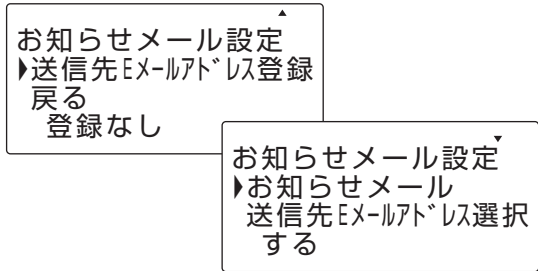 お知らせメール設定
▶送信先Eﾒｰﾙｱﾄﾞﾚｽ登録
戻る
登録なし
お知らせメール設定
▶お知らせメール
送信先Eﾒｰﾙｱﾄﾞﾚｽ選択
する